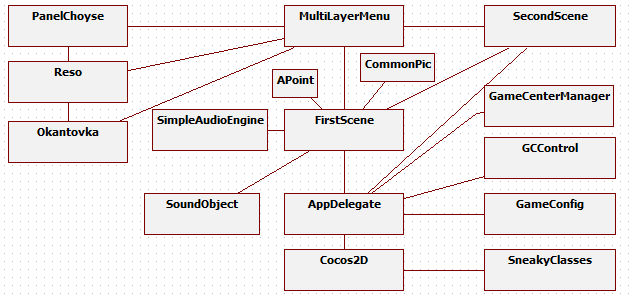 PanelChoyse
MultiLayerMenu
SecondScene
Reso
APoint
CommonPic
GameCenterManager
Okantovka
SimpleAudioEngine
FirstScene
GCControl
SoundObject
AppDelegate
GameConfig
Cocos2D
SneakyClasses